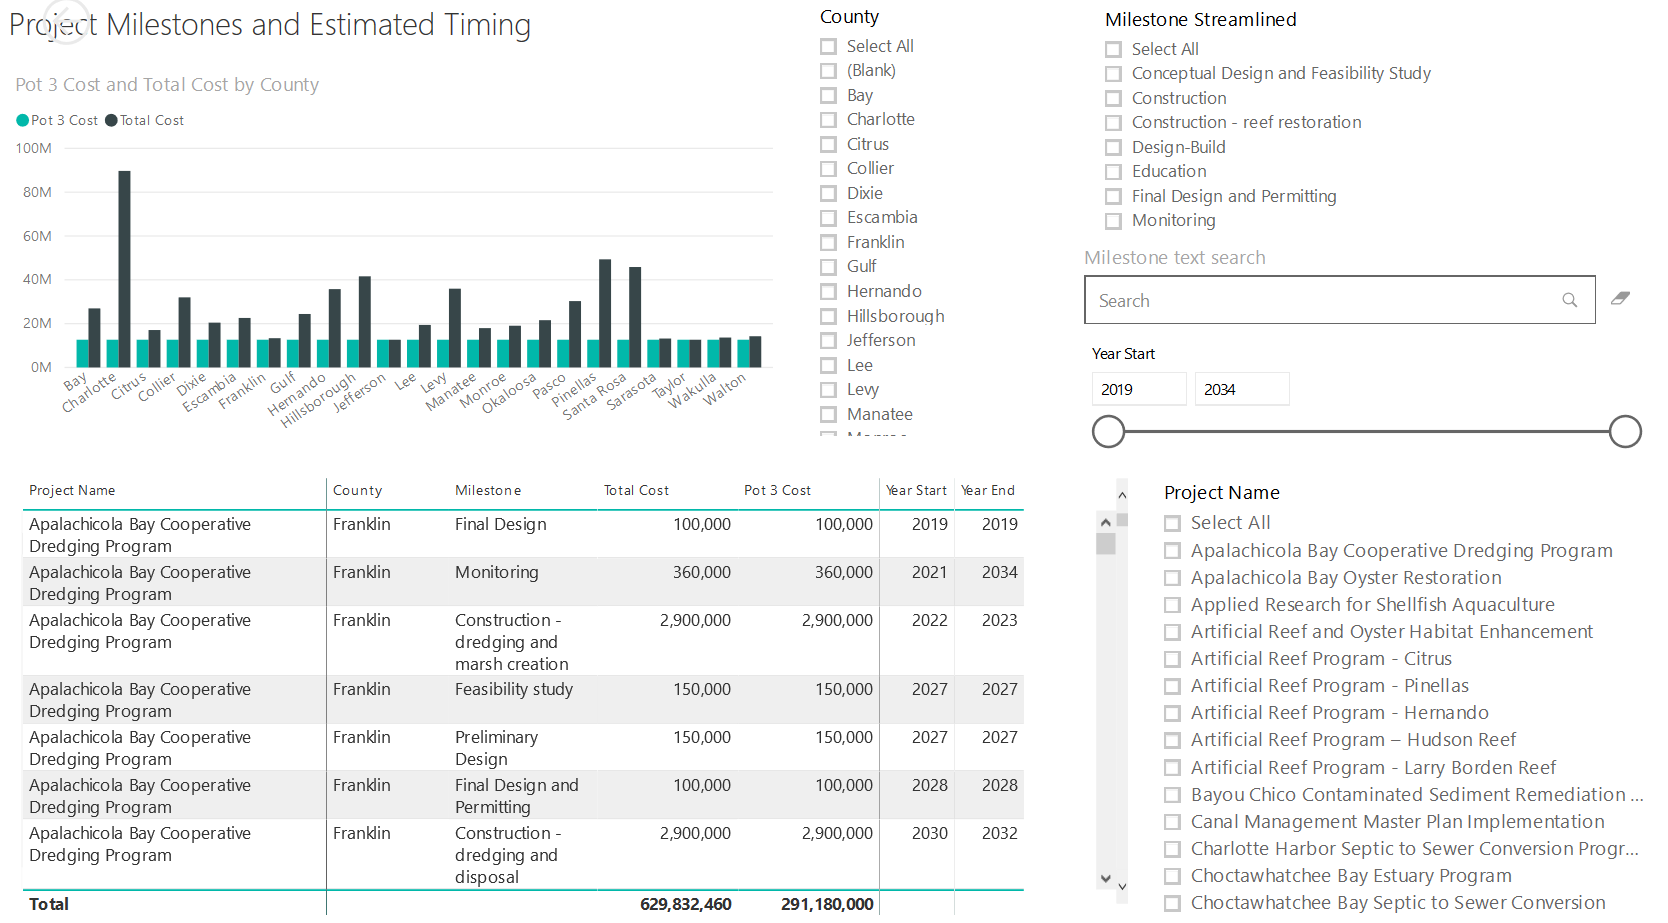 Project Milestones and Estimated Timing
Pot 3 Cost and Total Cost by County
Pot 3 Cost Total Cost
100M
80M
60M
40M
20M
0M
Bay
Charlotte
Citrus
Collier
Dixie
Escambia
Franklin
Gulf
Hernando
Hillsborough
Jefferson
Lee
Levy
Manatee
Monroe
Okaloosa
Pasco
Pinellas
Santa Rosa
Sarasota
Taylor
Wakulla
Walton
County
Select All
(Blank)
Bay
Charlotte
Citrus
Collier
Dixie
Escambia
Franklin
Gulf
Hernando
Hillsborough
Jefferson
Lee
Levy
Manatee
Milestone Streamlined
Select All
Conceptual Design and Feasibility Study
Construction
Construction - reef restoration
Design-Build
Education
Final Design and Permitting
Monitoring
Milestone text search
Search
Year Start
2019 2034
Project Name County Milestone Total Cost Pot 3 Cost Year Start Year End
Apalachicola Bay Cooperative Franklin Final Design 100,000 100,000 2019 2019
Dredging Program
Apalachicola Bay Cooperative Franklin Monitoring 360,000 360,000 2021 2034
Dredging Program
Apalachicola Bay Cooperative Franklin Construction - 2,900,000 2,900,000 2022 2023
Dredging Program dredging and
marsh creation
Apalachicola Bay Cooperative Franklin Feasibility study 150,000 150,000 2027 2027
Dredging Program
Apalachicola Bay Cooperative Franklin Preliminary 150,000 150,000 2027 2027
Dredging Program Design
Apalachicola Bay Cooperative Franklin Final Design and 100,000 100,000 2028 2028
Dredging Program Permitting
Apalachicola Bay Cooperative Franklin Construction - 2,900,000 2,900,000 2030 2032
Dredging Program dredging and
disposal
Total 629,832,460 291,180,000
Project Name
Select All
Apalachicola Bay Cooperative Dredging Program
Apalachicola Bay Oyster Restoration
Applied Research for Shellfish Aquaculture
Artificial Reef and Oyster Habitat Enhancement
Artificial Reef Program - Citrus
Artificial Reef Program - Pinellas
Artificial Reef Program - Hernando
Artificial Reef Program – Hudson Reef
Artificial Reef Program - Larry Borden Reef
Bayou Chico Contaminated Sediment Remediation ...
Canal Management Master Plan Implementation
Charlotte Harbor Septic to Sewer Conversion Progr...
Choctawhatchee Bay Estuary Program
Choctawhatchee Bay Septic to Sewer Conversion